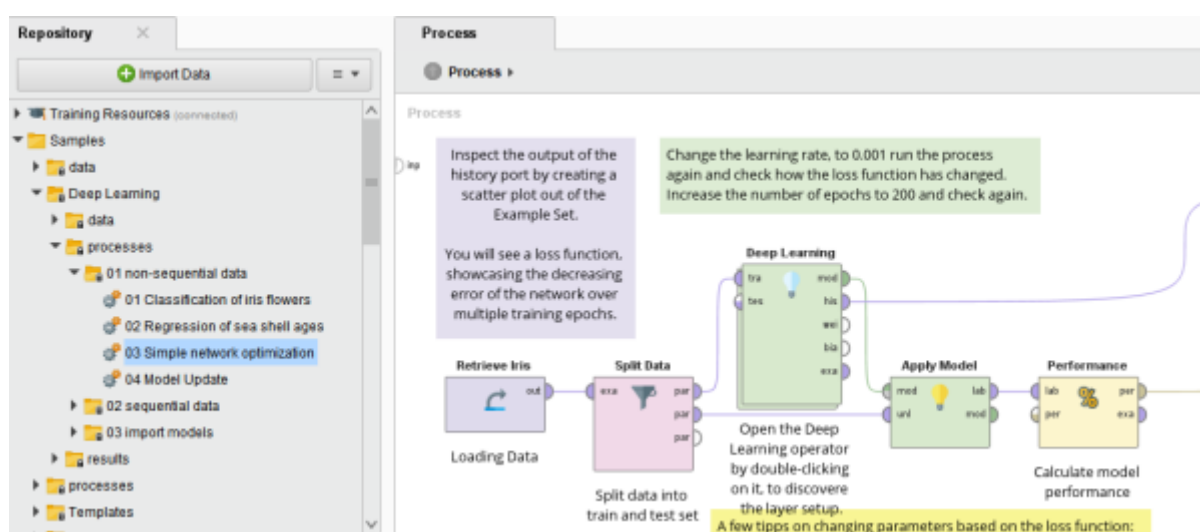 Repository
Import Data
Training Resources (connected)
Samples
data
Deep Learning
data
processes
01 non-sequential data
01 Classification of iris flowers
02 Regression of sea shell ages
03 Simple network optimization
04 Model Update
02 sequential data
03 import models
results
processes
Templates
Process
Process
Process
inp
Inspect the output of the
history port by creating a
scatter plot out of the
Example Set.
You will see a loss function,
showcasing the decreasing
error of the network over
multiple training epochs.
Change the learning rate, to 0.001 run the process
again and check how the loss function has changed.
Increase the number of epochs to 200 and check again.
Retrieve Iris
out
Loading Data
Split Data
exa
par
par
par
Split data into
train and test set
Deep Learning
tra
tes
mod
his
wei
bia
exa
Open the Deep
Learning operator
by double-clicking
on it, to discovere
the layer setup.
Apply Model
mod
unl
lab
mod
Performance
lab
per
per
exa
Calculate model
performance
A few tipps on changing parameters based on the loss function: